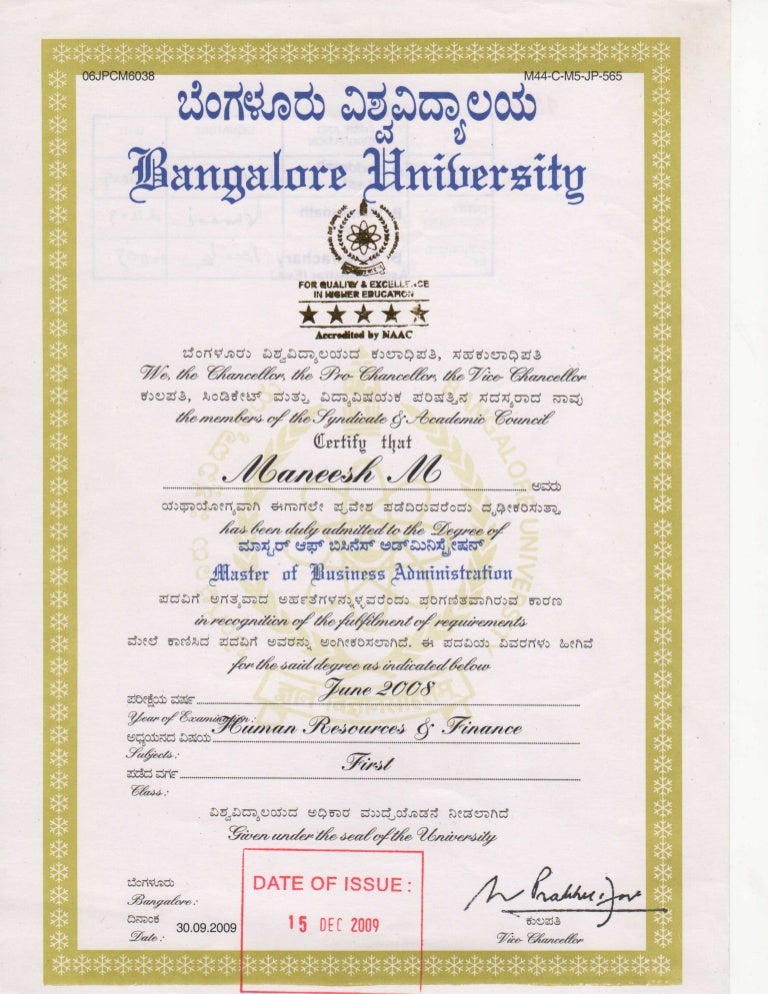 06JPCM6038 M44-C-M5-JP-565
ಬೆಂಗಳೂರು ವಿಶ್ವವಿದ್ಯಾಲಯ
Bangalore University
FOR QUALITY & EXCELLENCE
IN HIGHER EDUCATION
Accredited by NAAC
ಬೆಂಗಳೂರು ವಿಶ್ವವಿದ್ಯಾಲಯದ ಕುಲಾಧಿಪತಿ, ಸಹಕುಲಾಧಿಪತಿ
We, the Chancellor, the Pro Chancellor, the Vice Chancellor
ಕುಲಪತಿ, ಸಿಂಡಿಕೇಟ್ ಮತ್ತು ವಿದ್ಯಾವಿಷಯಕ ಪರಿಷತ್ತಿನ ಸದಸ್ಯರಾದ ನಾವು
the members of the Syndicate & Academic Council
Certify that
Maneesh M ಅವರು
ಯಥಾಯೋಗ್ಯವಾಗಿ ಈಗಾಗಲೇ ಪ್ರವೇಶ ಪಡೆದಿರುವರೆಂದು ದೃಢೀಕರಿಸುತ್ತಾ
has been duly admitted to the Degree of
ಮಾಸ್ಟರ್ ಆಫ್ ಬಿಸಿನೆಸ್ ಅಡ್‌ಮಿನಿಸ್ಟ್ರೇಷನ್
Master of Business Administration
ಪದವಿಗೆ ಅಗತ್ಯವಾದ ಅರ್ಹತೆಗಳನ್ನುಳ್ಳವರೆಂದು ಪರಿಗಣಿತವಾಗಿರುವ ಕಾರಣ
in recognition of the fulfilment of requirements
ಮೇಲೆ ಕಾಣಿಸಿದ ಪದವಿಗೆ ಅವರನ್ನು ಅಂಗೀಕರಿಸಲಾಗಿದೆ. ಈ ಪದವಿಯ ವಿವರಗಳು ಹೀಗಿವೆ
for the said degree as indicated below
ಪರೀಕ್ಷೆಯ ವರ್ಷ June 2008
Year of Examination:
ಅಧ್ಯಯನದ ವಿಷಯ Human Resources & Finance
Subjects:
ಪಡೆದ ವರ್ಗ First
Class:
ವಿಶ್ವವಿದ್ಯಾಲಯದ ಅಧಿಕಾರ ಮುದ್ರೆಯೊಡನೆ ನೀಡಲಾಗಿದೆ
Given under the seal of the University
ಬೆಂಗಳೂರು
Bangalore:
ದಿನಾಂಕ
Date: 30.09.2009
DATE OF ISSUE:
15 DEC 2009
ಕುಲಪತಿ
Vice Chancellor